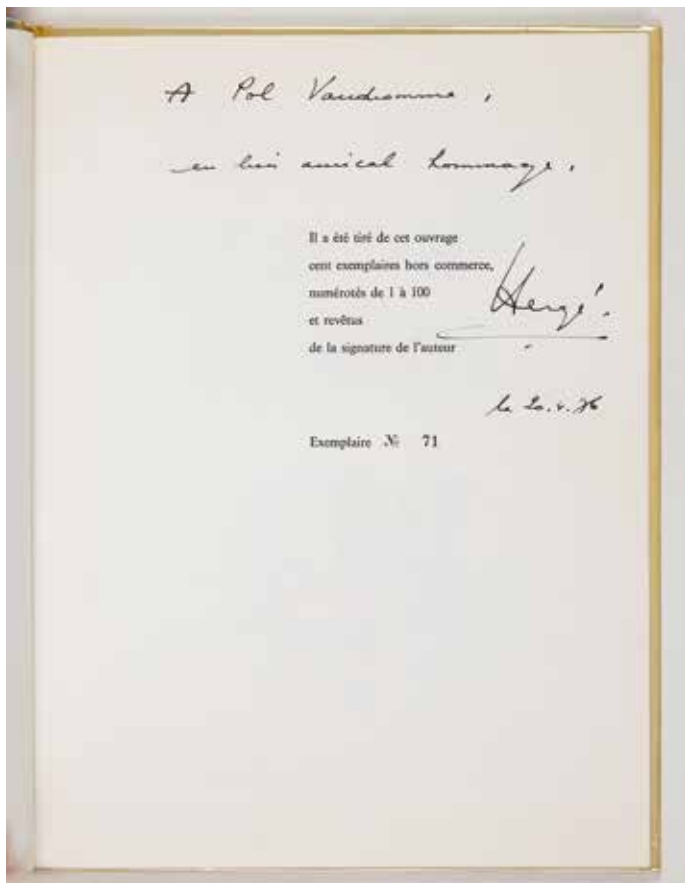 A Pol Vandromme,
en bien amical hommage.
Il a été tiré de cet ouvrage
cent exemplaires hors commerce,
numérotés de 1 à 100
et revêtus
de la signature de l'auteur
Hergé.
le 20.4.76
Exemplaire № 71